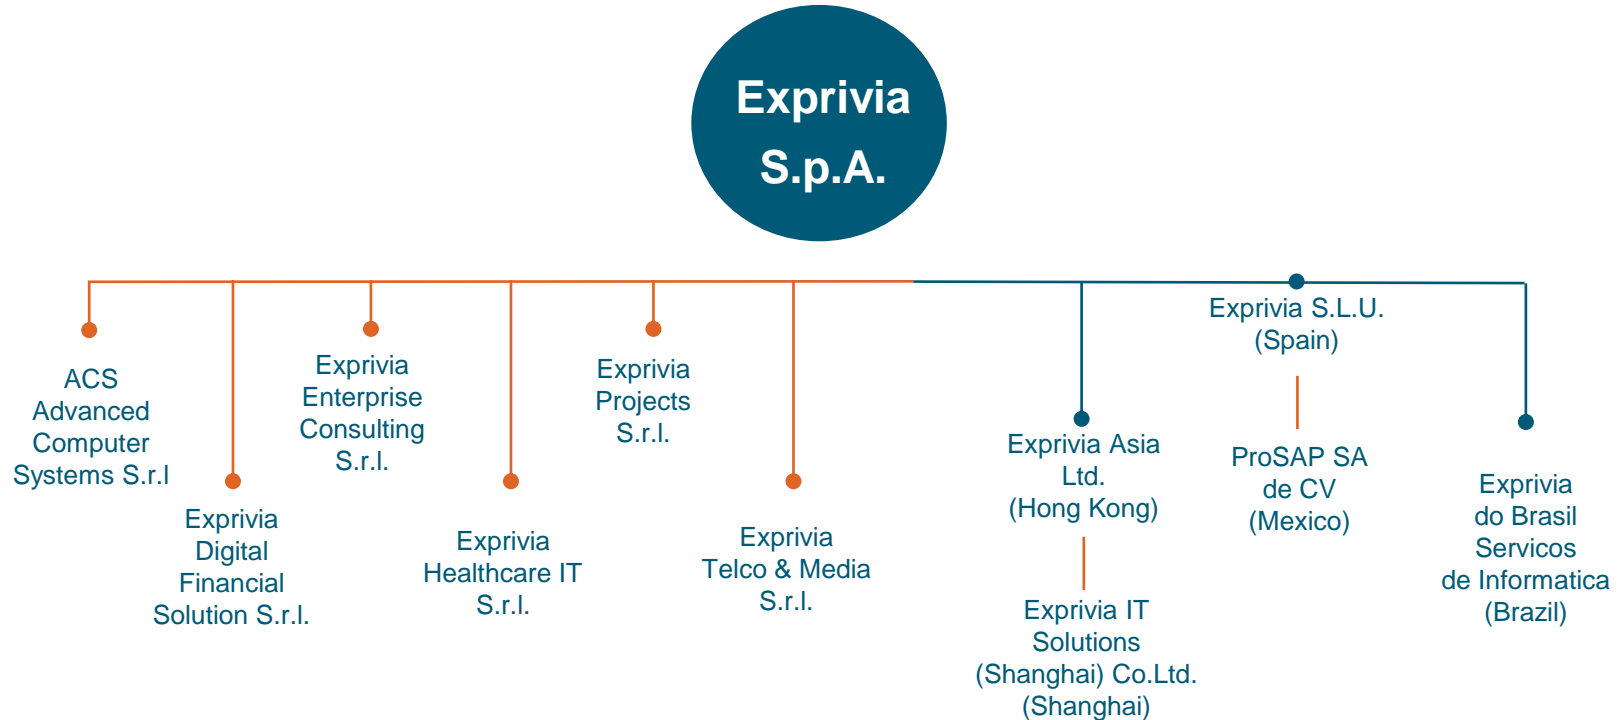 Exprivia
S.p.A.
ACS
Advanced
Computer
Systems S.r.l
Exprivia
Digital
Financial
Solution S.r.l.
Exprivia
Enterprise
Consulting
S.r.l.
Exprivia
Healthcare IT
S.r.l.
Exprivia
Projects
S.r.l.
Exprivia
Telco & Media
S.r.l.
Exprivia Asia
Ltd.
(Hong Kong)
Exprivia IT
Solutions
(Shanghai) Co.Ltd.
(Shanghai)
Exprivia S.L.U.
(Spain)
ProSAP SA
de CV
(Mexico)
Exprivia
do Brasil
Servicos
de Informatica
(Brazil)